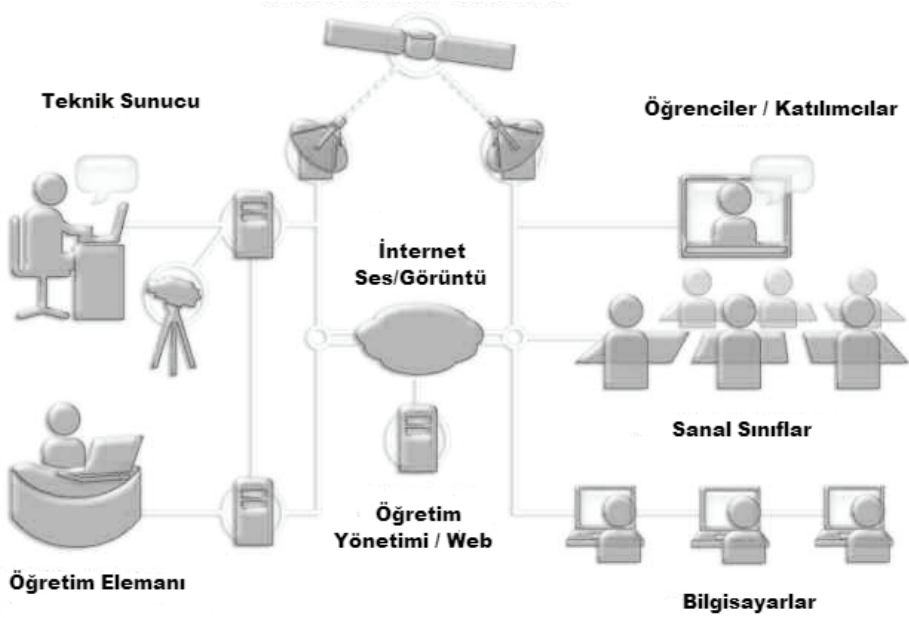 Teknik Sunucu
Öğrenciler / Katılımcılar
İnternet
Ses/Görüntü
Sanal Sınıflar
Öğretim
Yönetimi / Web
Öğretim Elemanı
Bilgisayarlar